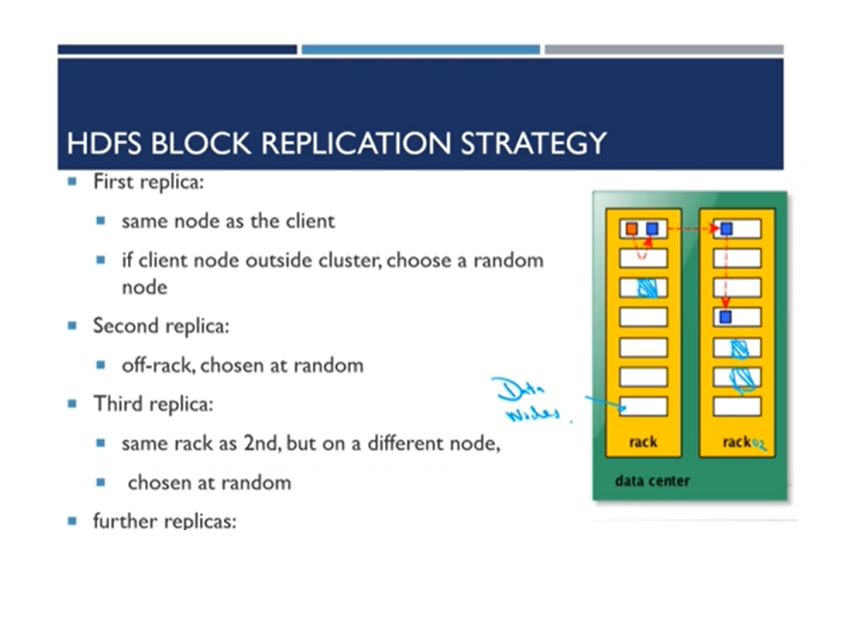 HDFS BLOCK REPLICATION STRATEGY
First replica:
same node as the client
if client node outside cluster, choose a random
node
Second replica:
off-rack, chosen at random
Third replica:
same rack as 2nd, but on a different node,
chosen at random
further replicas:
Data
Nodes.
rack
rack 02
data center